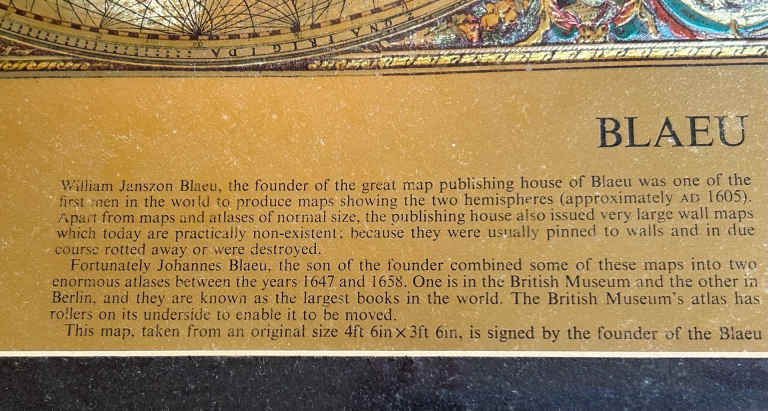 NA FRIGIDA
BLAEU
William Janszon Blaeu, the founder of the great map publishing house of Blaeu was one of the
first men in the world to produce maps showing the two hemispheres (approximately AD 1605).
Apart from maps and atlases of normal size, the publishing house also issued very large wall maps
which today are practically non-existent; because they were usually pinned to walls and in due
course rotted away or were destroyed.
Fortunately Johannes Blaeu, the son of the founder combined some of these maps into two
enormous atlases between the years 1647 and 1658. One is in the British Museum and the other in
Berlin, and they are known as the largest books in the world. The British Museum's atlas has
rollers on its underside to enable it to be moved.
This map, taken from an original size 4ft 6in × 3ft 6in, is signed by the founder of the Blaeu